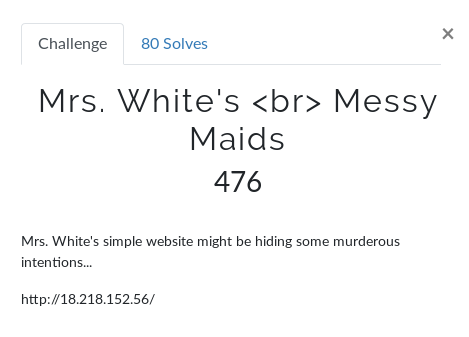 Challenge
80 Solves
×
Mrs. White's <br> Messy
Maids
476
Mrs. White's simple website might be hiding some murderous
intentions...
http://18.218.152.56/